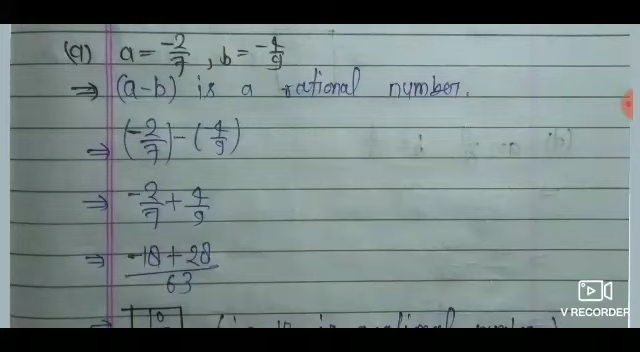 (a) a = -2/7 , b = -4/9
⇒ (a-b) is a rational number.
⇒ (-2/7) - (-4/9)
⇒ -2/7 + 4/9
⇒ -18 + 28 / 63
⇒ 10
V RECORDER